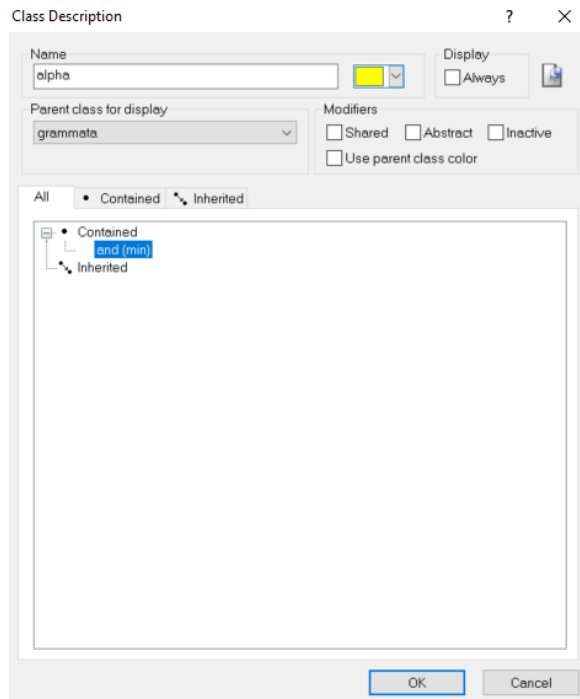 Class Description
?
Name
alpha
Display
Always
Parent class for display
grammata
Modifiers
Shared Abstract Inactive
Use parent class color
All Contained Inherited
Contained
and (min)
Inherited
OK Cancel